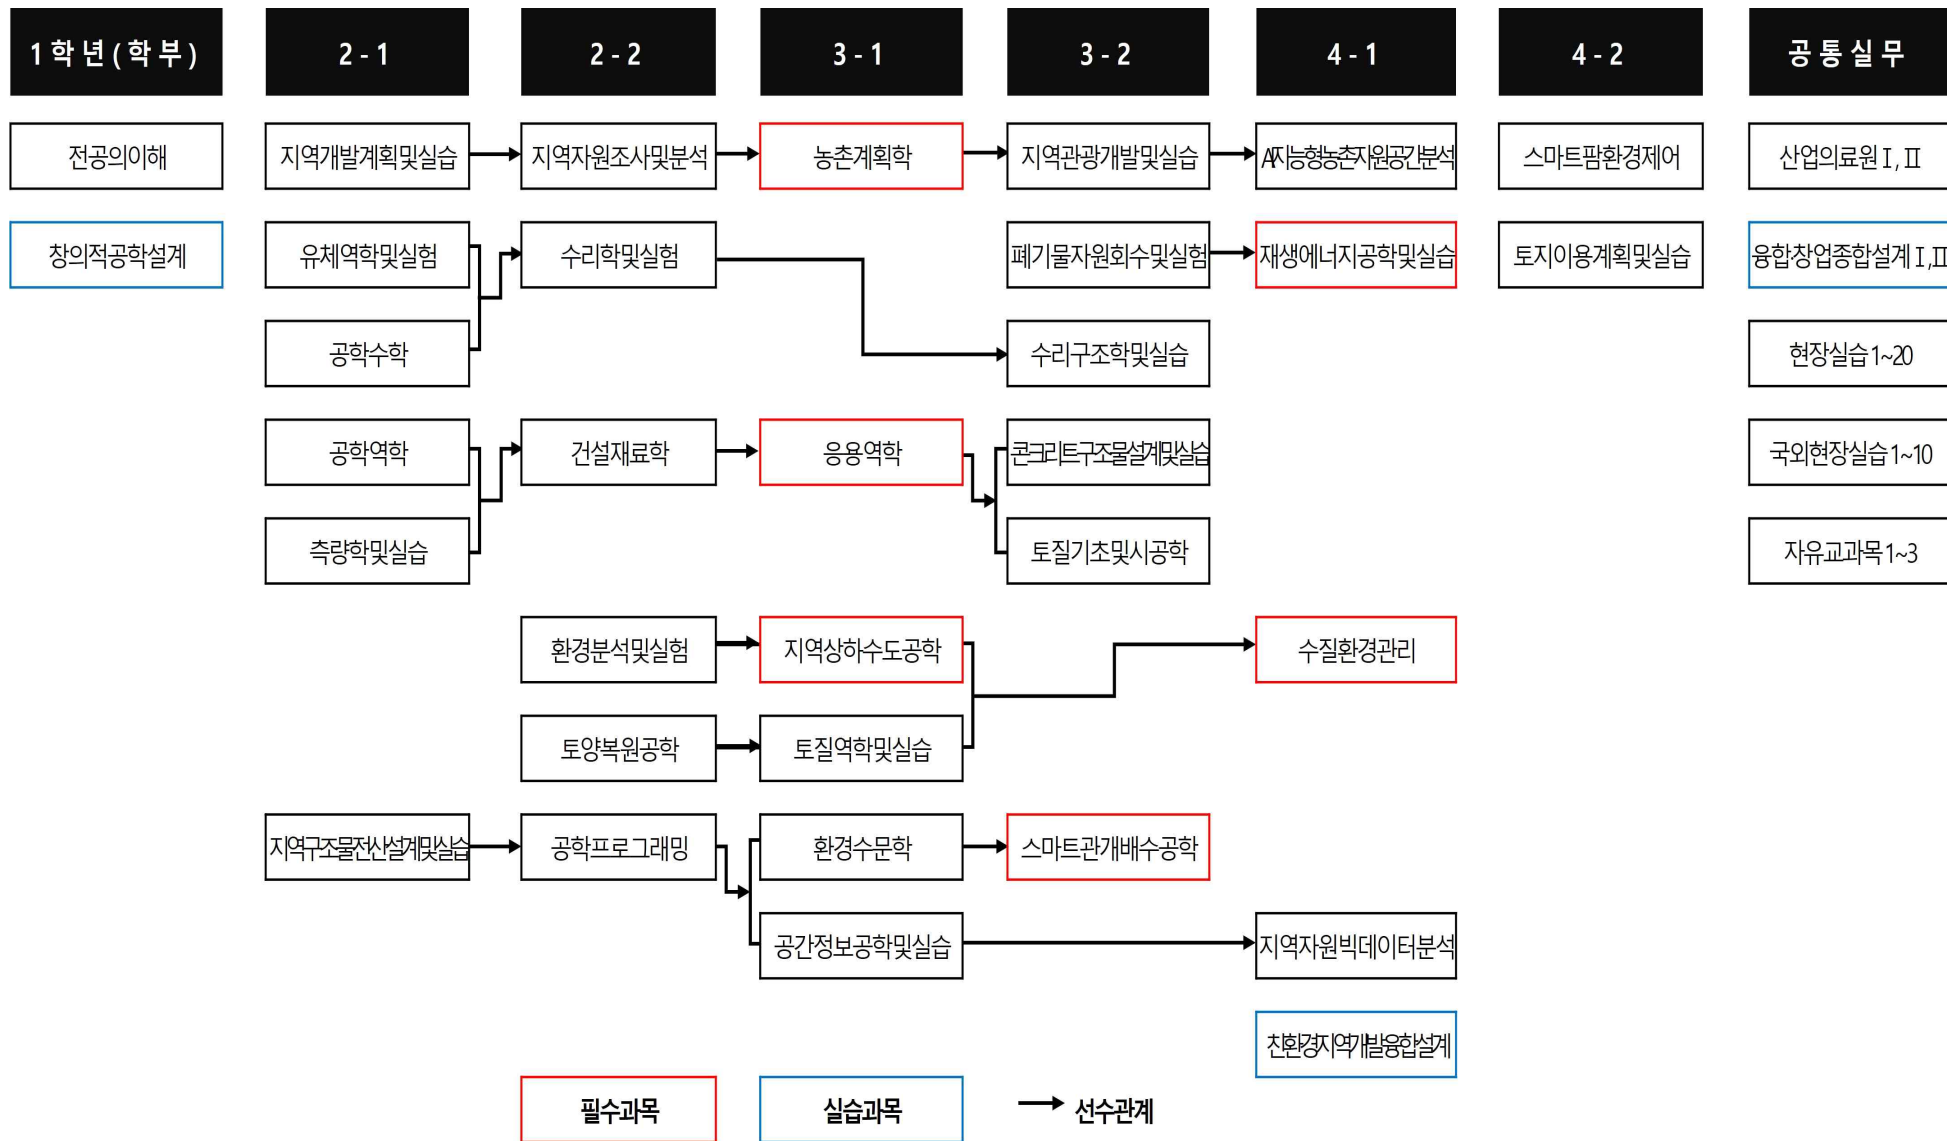 1학년(학부)
2-1
2-2
3-1
3-2
4-1
4-2
공통실무
전공의이해
지역개발계획및실습
지역자원조사및분석
농촌계획학
지역관광개발및실습
AI지능형농촌자원공간분석
스마트팜환경제어
산업의료원Ⅰ,Ⅱ
창의적공학설계
유체역학및실험
수리학및실험
폐기물자원회수및실험
재생에너지공학및실습
토지이용계획및실습
융합창업종합설계Ⅰ,Ⅱ
공학수학
수리구조학및실습
현장실습1~20
공학역학
건설재료학
응용역학
콘크리트구조물설계및실습
국외현장실습1~10
측량학및실습
토질기초및시공학
자유교과목1~3
환경분석및실험
지역상하수도공학
수질환경관리
토양복원공학
토질역학및실습
지역구조물전산설계및실습
공학프로그래밍
환경수문학
스마트관개배수공학
공간정보공학및실습
지역자원빅데이터분석
친환경지역개발융합설계
필수과목
실습과목
선수관계